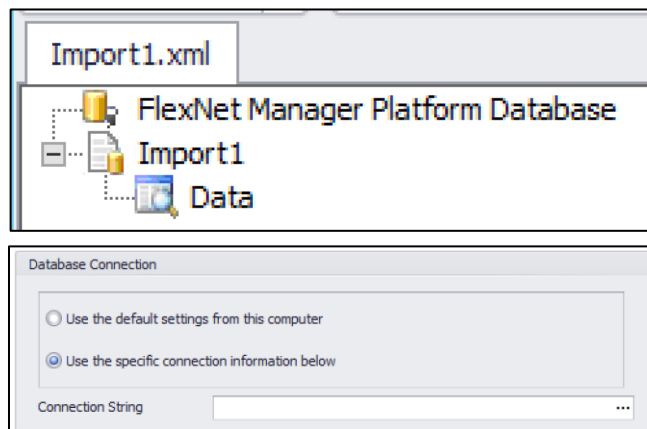 Import1.xml
FlexNet Manager Platform Database
Import1
Data
Database Connection
Use the default settings from this computer
Use the specific connection information below
Connection String
...